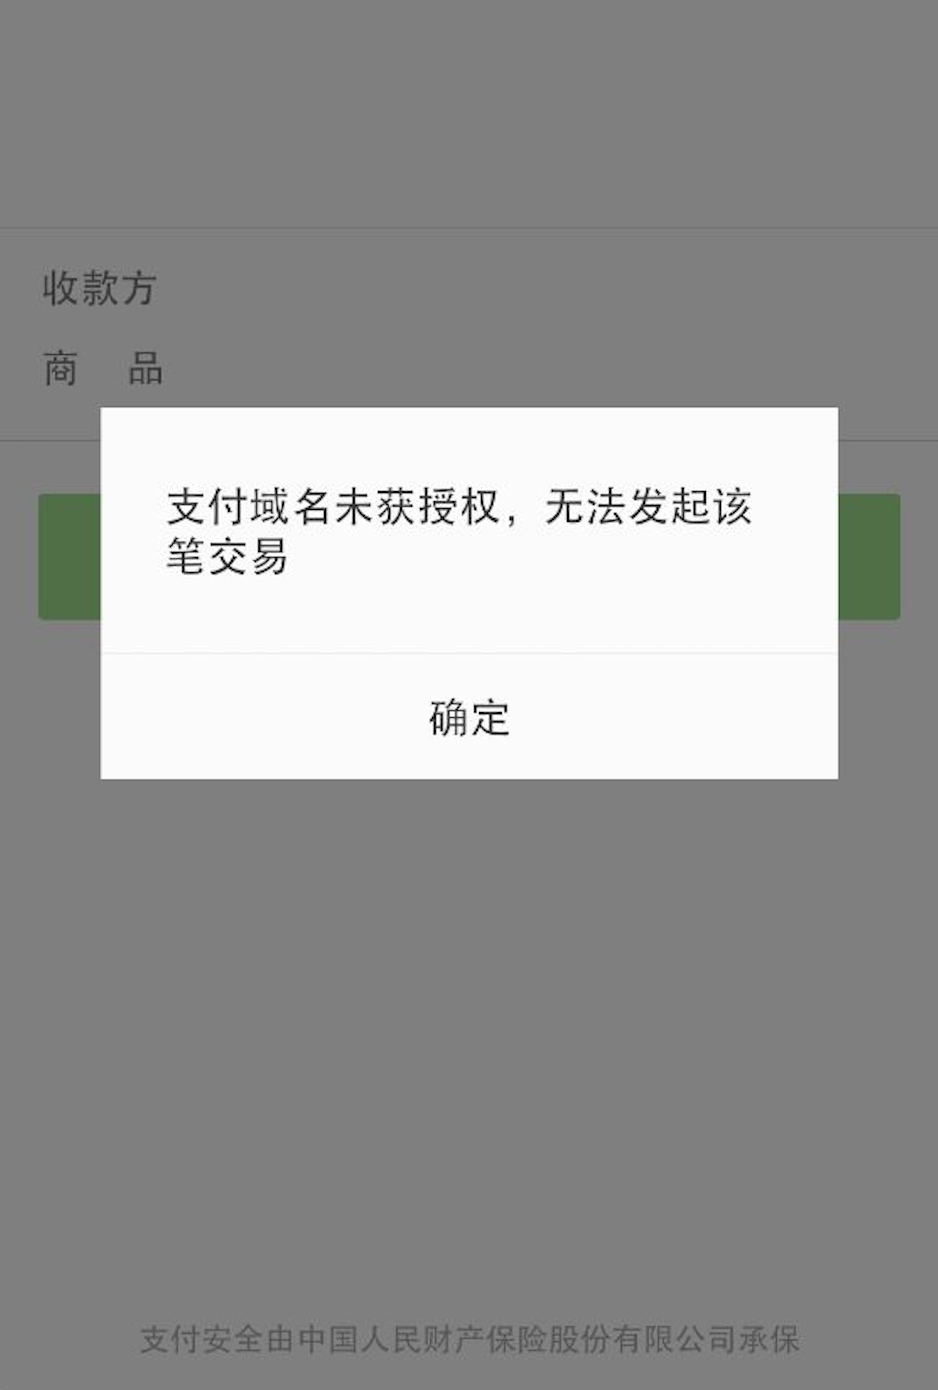 收款方
商 品
支付域名未获授权，无法发起该
笔交易
确定
支付安全由中国人民财产保险股份有限公司承保